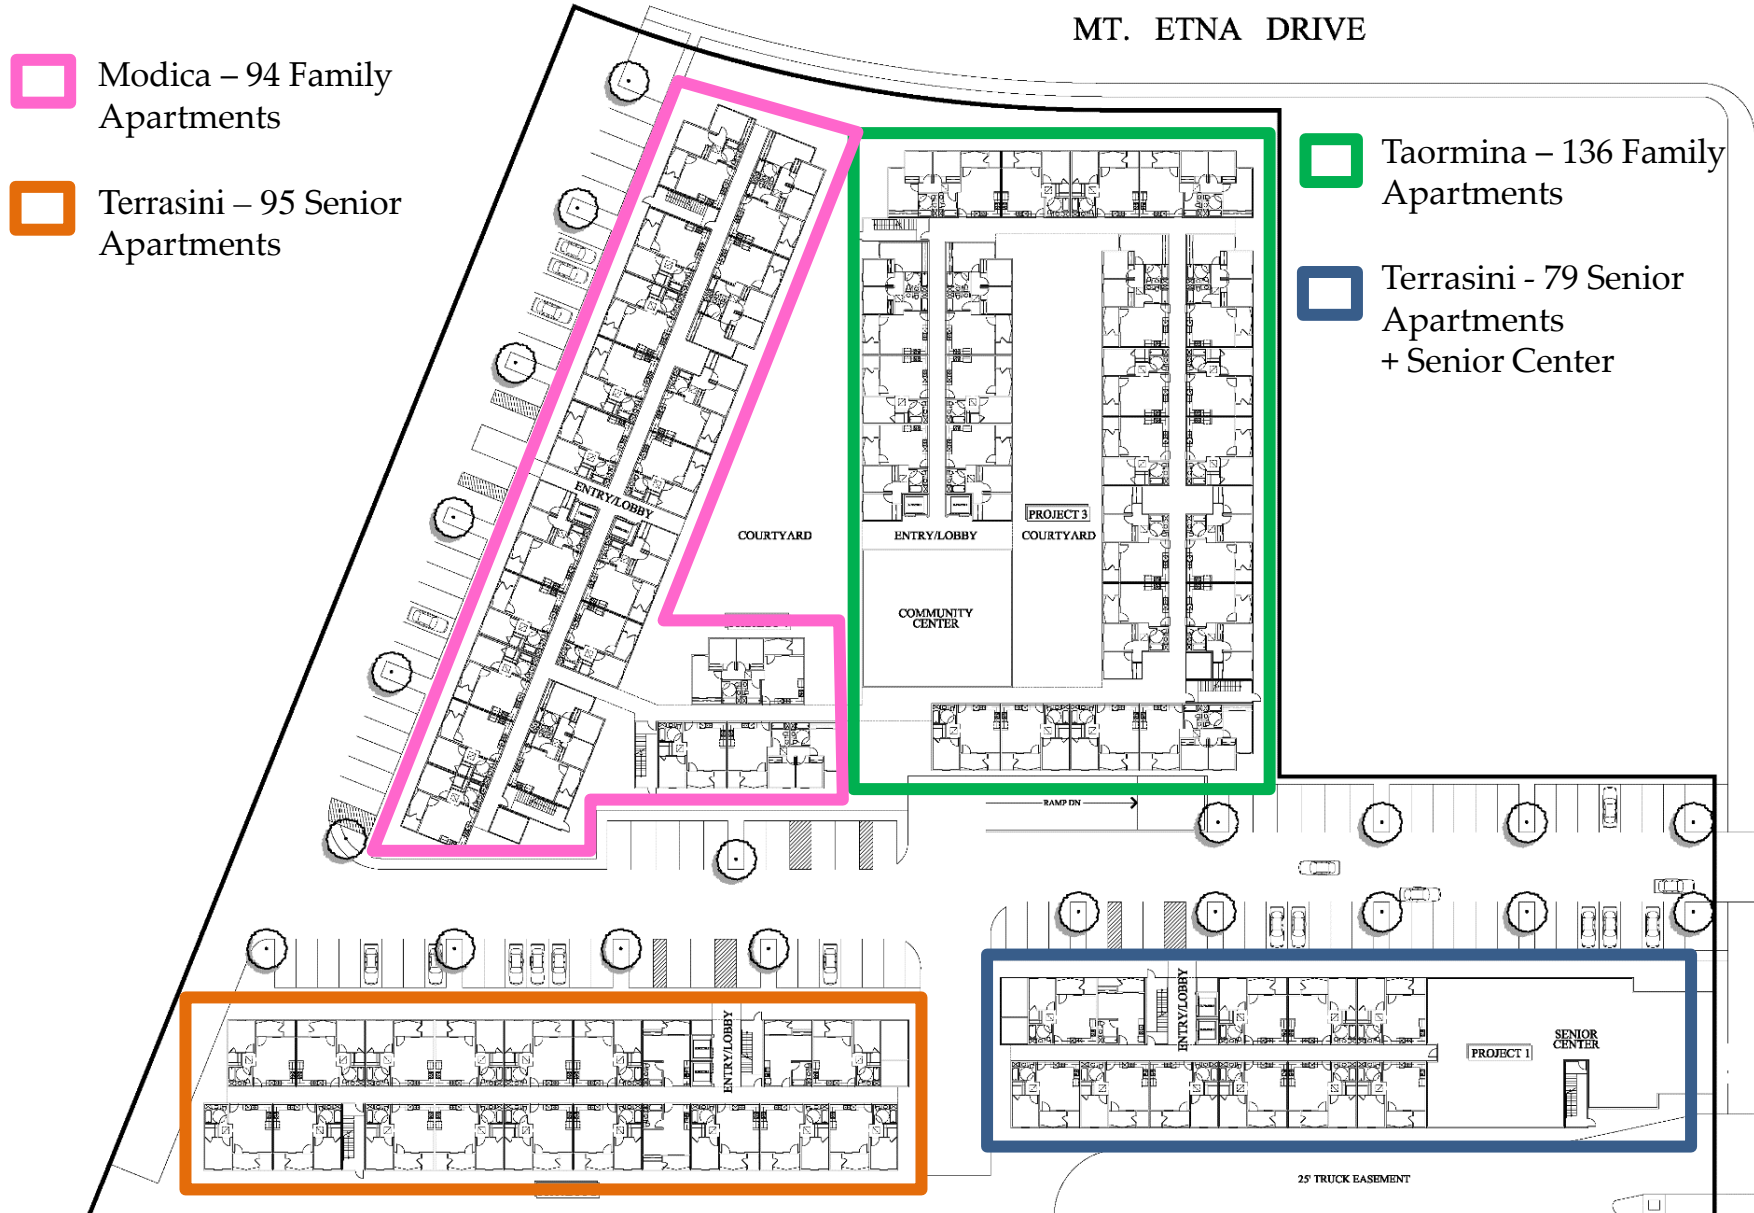 MT. ETNA DRIVE
Modica – 94 Family
Apartments
Terrasini – 95 Senior
Apartments
Taormina – 136 Family
Apartments
Terrasini - 79 Senior
Apartments
+ Senior Center
ENTRY/LOBBY
COURTYARD
ENTRY/LOBBY
PROJECT 3
COURTYARD
COMMUNITY
CENTER
RAMP DN
ENTRY/LOBBY
ENTRY/LOBBY
PROJECT 1
SENIOR
CENTER
25' TRUCK EASEMENT